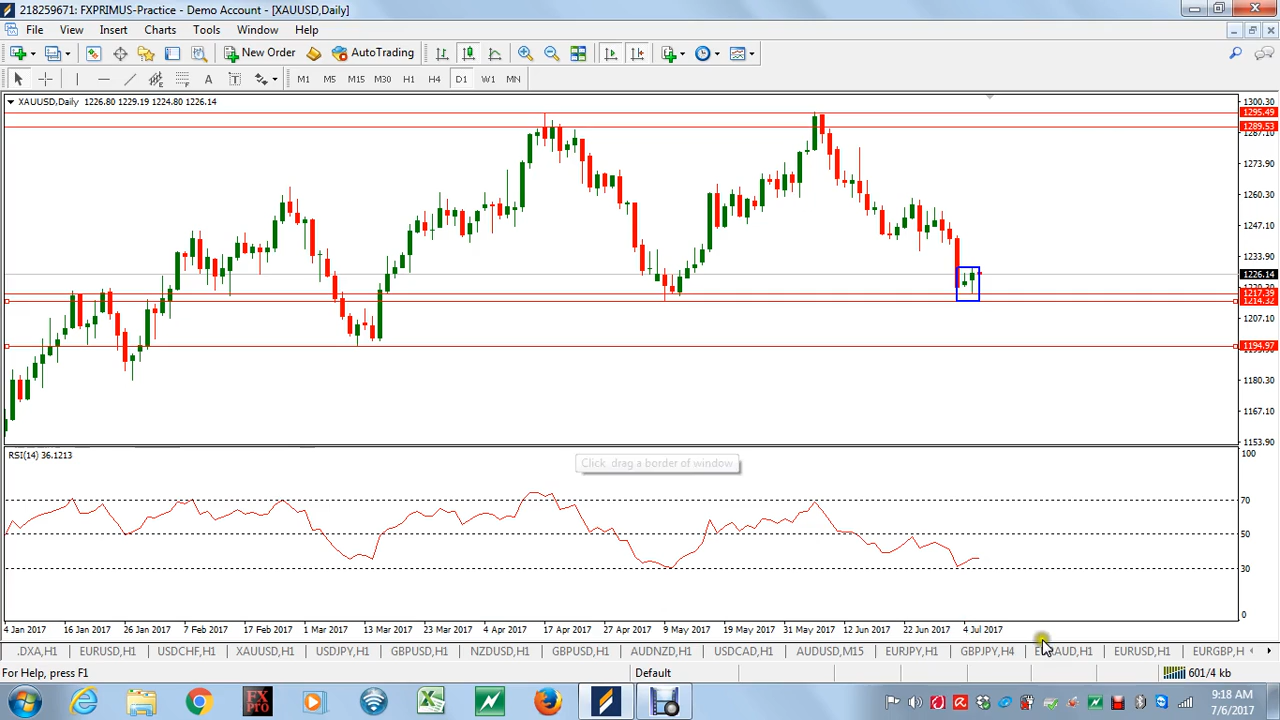 218259671: FXPRIMUS-Practice - Demo Account - [XAUUSD,Daily]
File View Insert Charts Tools Window Help
New Order AutoTrading
A T M1 M5 M15 M30 H1 H4 D1 W1 MN
XAUUSD,Daily 1226.80 1229.19 1224.80 1226.14
1300.30
1295.49
1289.53
1287.10
1273.90
1260.30
1247.10
1233.90
1226.14
1217.39
1214.32
1207.10
1194.97
1180.30
1167.10
1153.90
RSI(14) 36.1213
Click, drag a border of window
100
70
50
30
0
4 Jan 2017 16 Jan 2017 26 Jan 2017 7 Feb 2017 17 Feb 2017 1 Mar 2017 13 Mar 2017 23 Mar 2017 4 Apr 2017 17 Apr 2017 27 Apr 2017 9 May 2017 19 May 2017 31 May 2017 12 Jun 2017 22 Jun 2017 4 Jul 2017
.DXA,H1 EURUSD,H1 USDCHF,H1 XAUUSD,H1 USDJPY,H1 GBPUSD,H1 NZDUSD,H1 GBPUSD,H1 AUDNZD,H1 USDCAD,H1 AUDUSD,M15 EURJPY,H1 GBPJPY,H4 EURUSD,H1 EURGBP,H
For Help, press F1 Default 601/4 kb
FX PRO
9:18 AM
7/6/2017